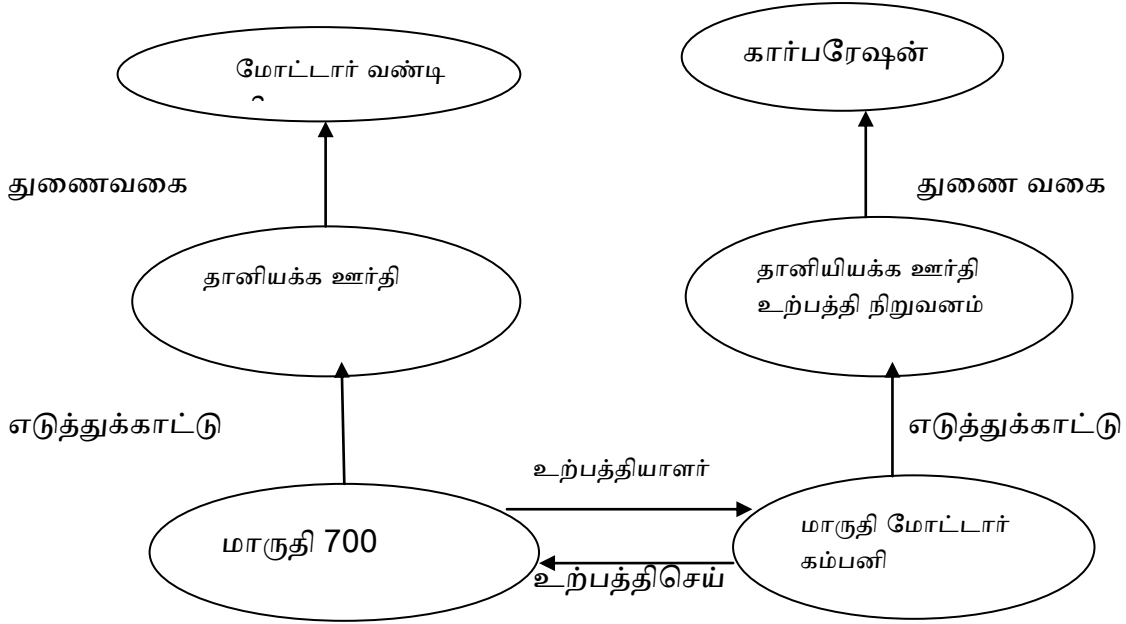 மோட்டார் வண்டி
கார்பரேஷன்
துணைவகை
துணை வகை
தானியக்க ஊர்தி
தானியியக்க ஊர்தி
உற்பத்தி நிறுவனம்
எடுத்துக்காட்டு
எடுத்துக்காட்டு
உற்பத்தியாளர்
மாருதி 700
மாருதி மோட்டார்
கம்பனி
உற்பத்திசெய்